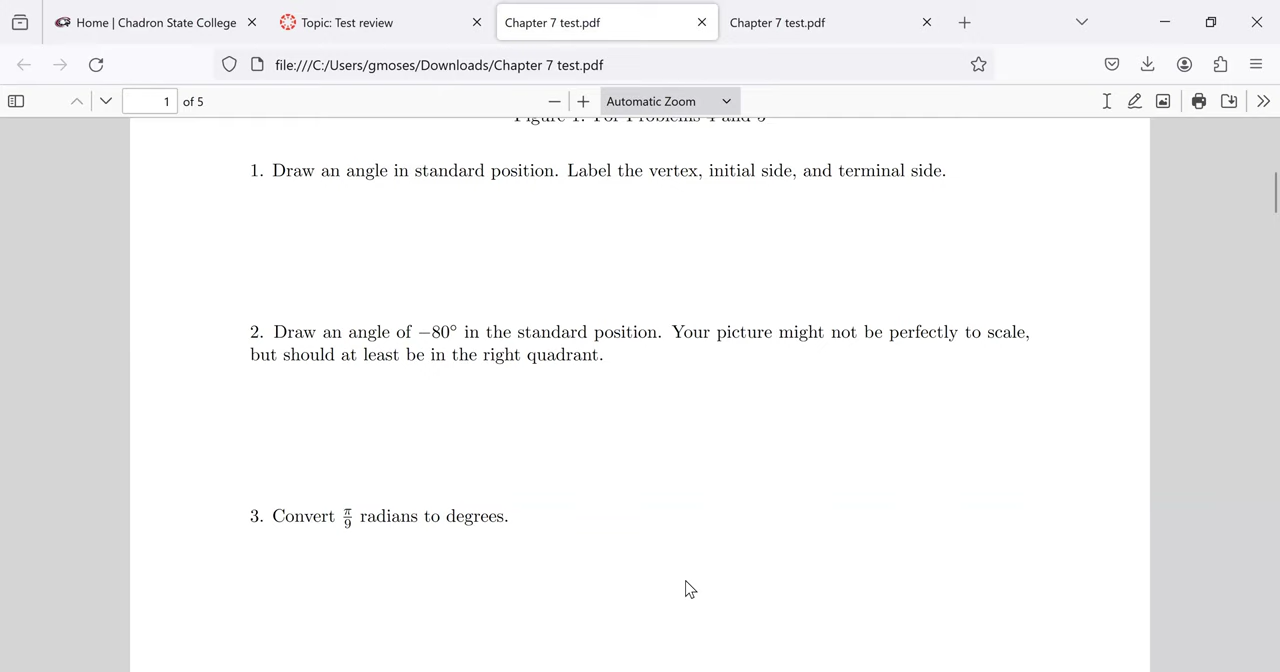 Home | Chadron State College
Topic: Test review
Chapter 7 test.pdf
Chapter 7 test.pdf
file:///C:/Users/gmoses/Downloads/Chapter 7 test.pdf
1 of 5
Automatic Zoom
Figure 1: For Problems 4 and 5
1. Draw an angle in standard position. Label the vertex, initial side, and terminal side.
2. Draw an angle of −80° in the standard position. Your picture might not be perfectly to scale,
but should at least be in the right quadrant.
3. Convert π/9 radians to degrees.